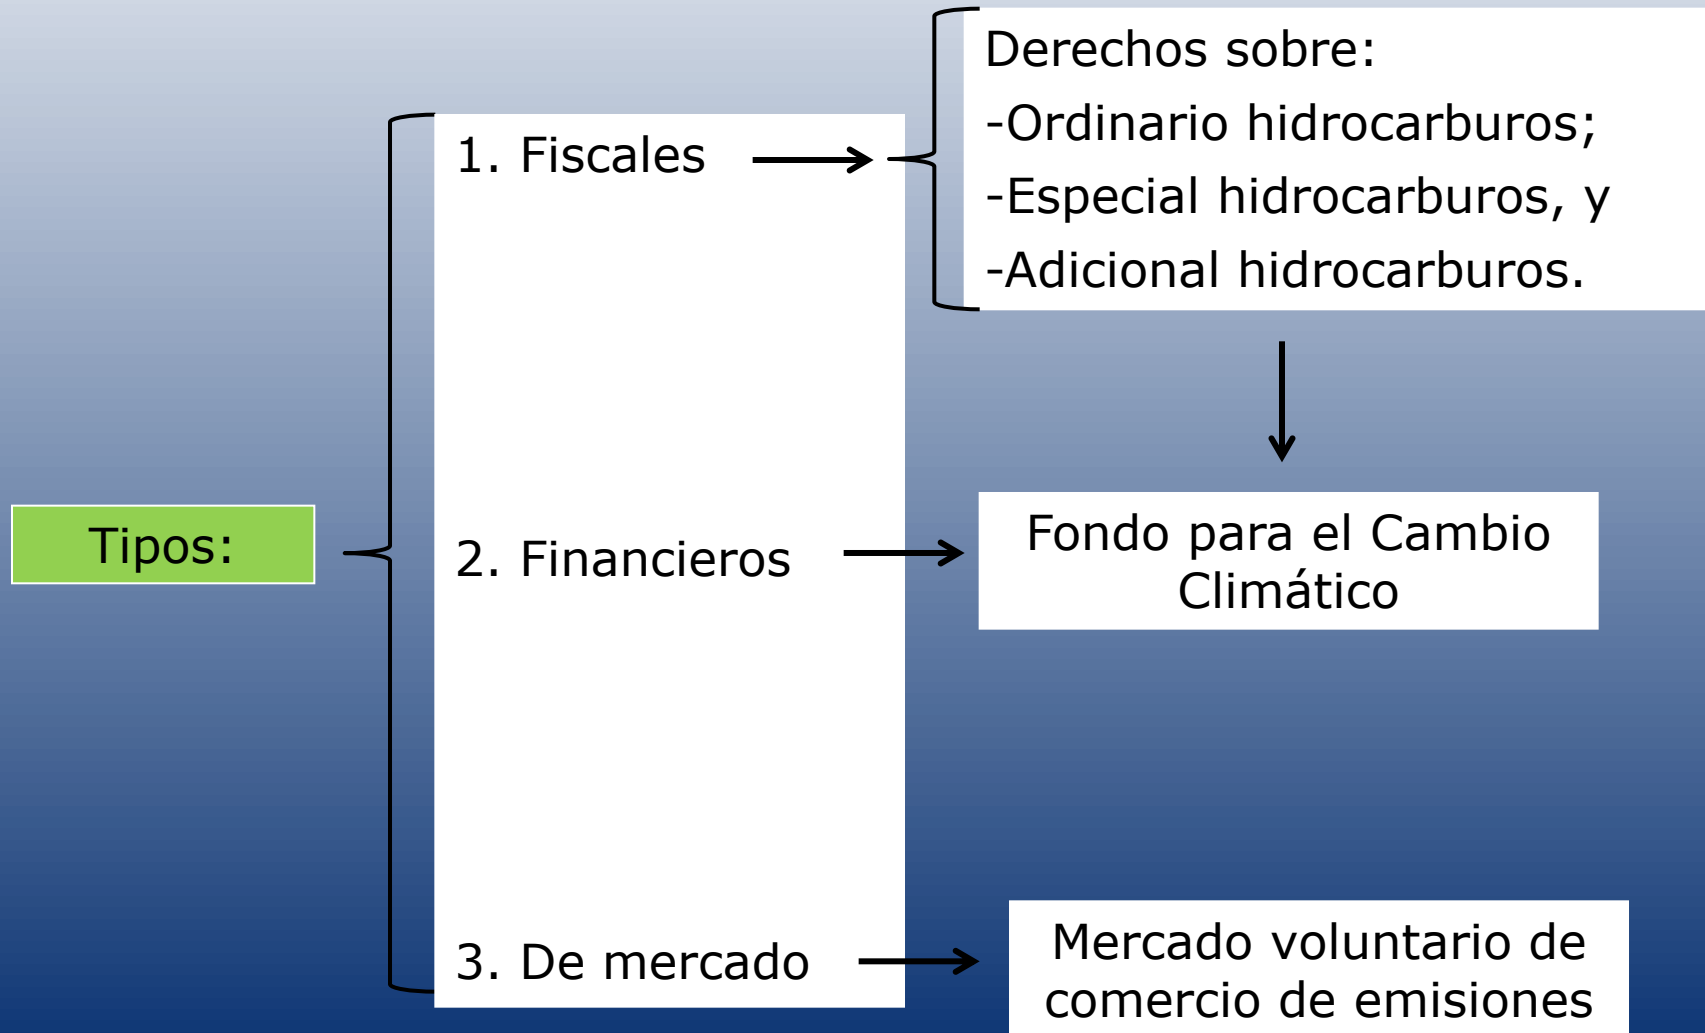 Tipos:
1. Fiscales
Derechos sobre:
-Ordinario hidrocarburos;
-Especial hidrocarburos, y
-Adicional hidrocarburos.
2. Financieros
Fondo para el Cambio
Climático
3. De mercado
Mercado voluntario de
comercio de emisiones